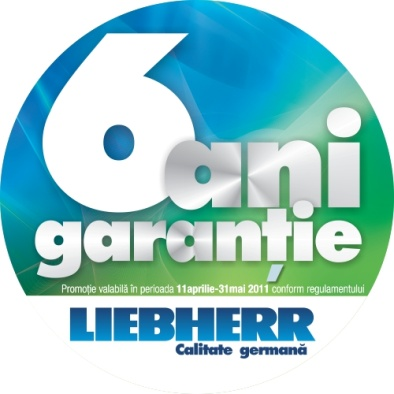 6 ani
garanție
Promoție valabilă în perioada 11aprilie-31mai 2011 conform regulamentului
LIEBHERR
Calitate germană